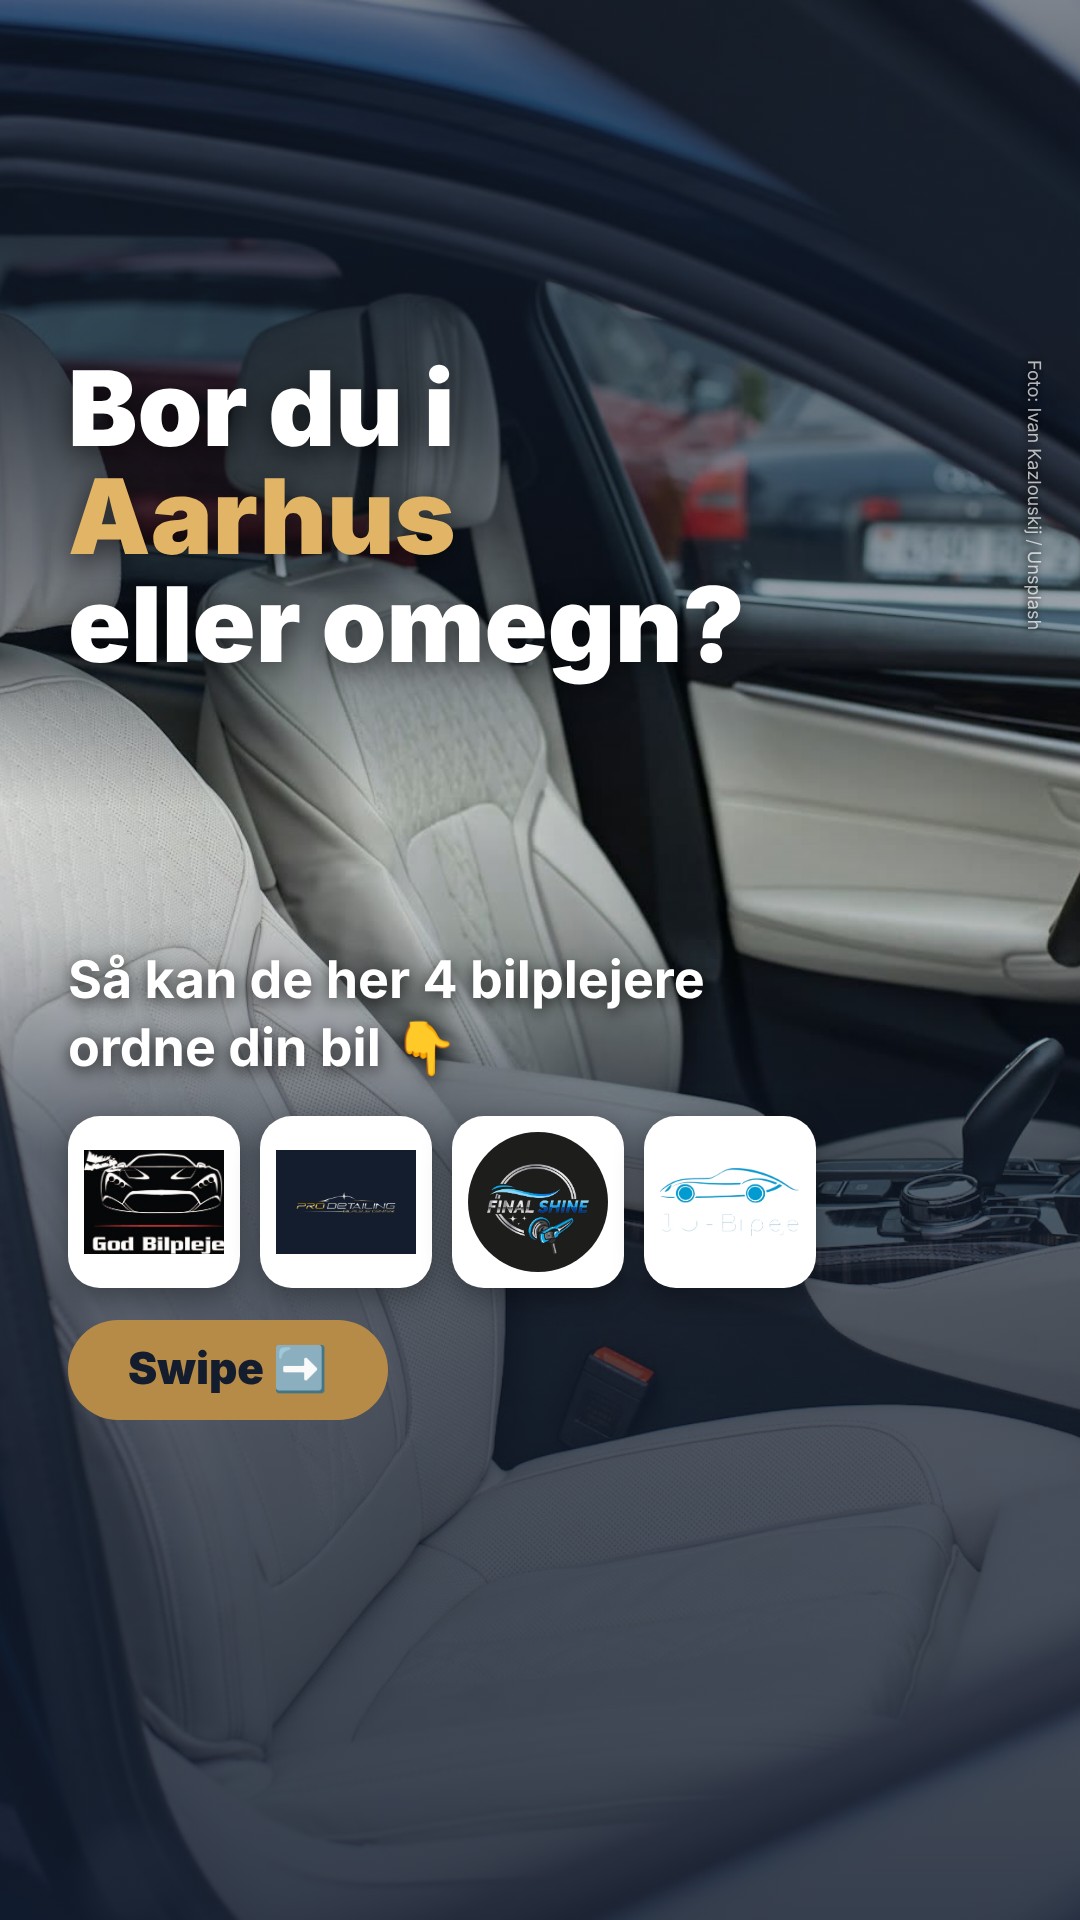 Bor du i
Aarhus
eller omegn?
Foto: Ivan Kazlouskij / Unsplash
Så kan de her 4 bilplejere
ordne din bil 👇
God Bilpleje
PRO DETAILING
FINAL SHINE
Swipe ➡️